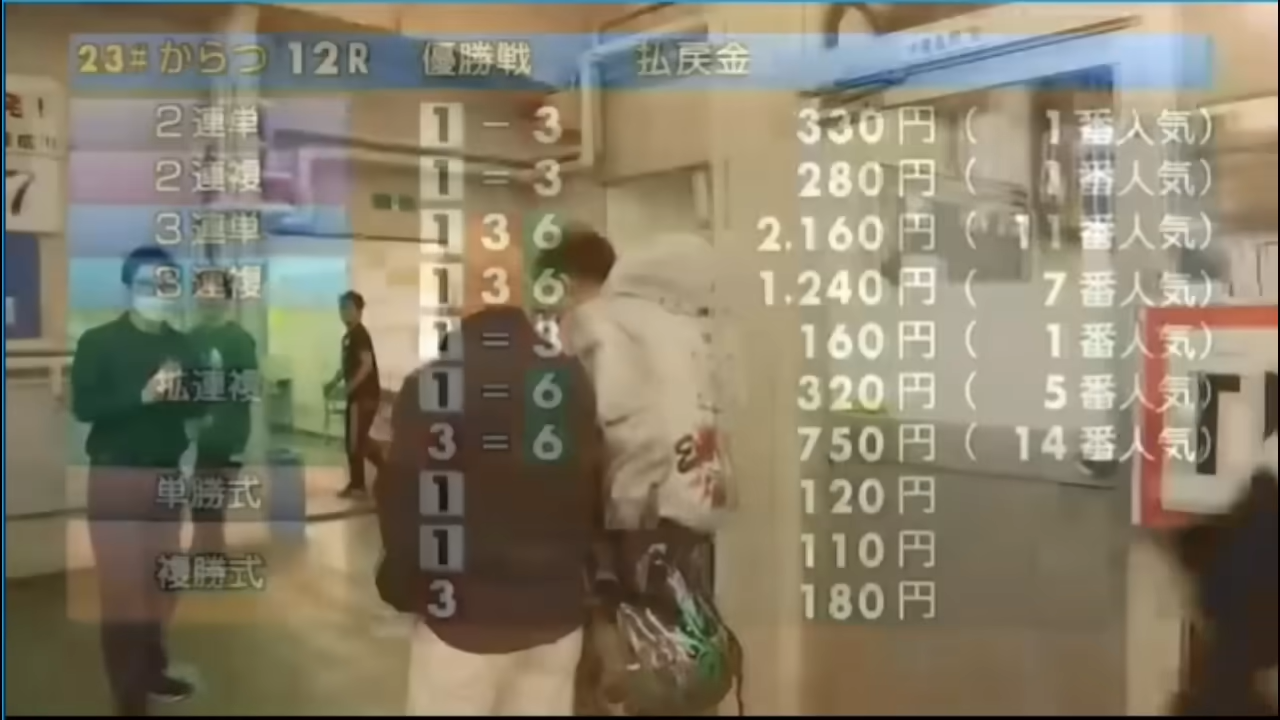 23# からつ 12R 優勝戦 払戻金
2連単 1 - 3 330円 ( 1番人気)
2連複 1 = 3 280円 ( 1番人気)
3連単 1 3 6 2.160円 ( 11番人気)
3連複 1 3 6 1.240円 ( 7番人気)
1 = 3 160円 ( 1番人気)
拡連複 1 = 6 320円 ( 5番人気)
3 = 6 750円 ( 14番人気)
単勝式 1 120円
1 110円
複勝式
3 180円
7
T